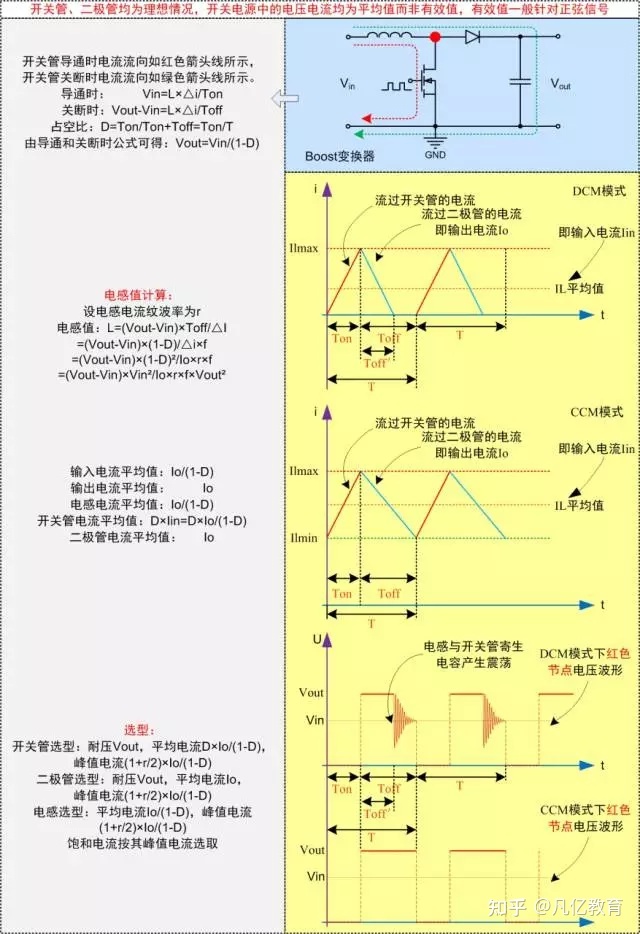 开关管、二极管均为理想情况，开关电源中的电压电流均为平均值而非有效值，有效值一般针对正弦信号
开关管导通时电流流向如红色箭头线所示，
开关管关断时电流流向如绿色箭头线所示。
导通时： Vin=L×△i/Ton
关断时：Vout-Vin=L×△i/Toff
占空比：D=Ton/Ton+Toff=Ton/T
由导通和关断时公式可得：Vout=Vin/(1-D)
Vin
Vout
GND
Boost变换器
电感值计算：
设电感电流纹波率为r
电感值：L=(Vout-Vin)×Toff/△I
=(Vout-Vin)×(1-D)/△i×f
=(Vout-Vin)×(1-D)²/Io×r×f
=(Vout-Vin)×Vin²/Io×r×f×Vout²
i
DCM模式
流过开关管的电流
流过二极管的电流
即输出电流Io
Ilmax
即输入电流Iin
IL平均值
t
Ton
Toff
T
Toff'
T
输入电流平均值：Io/(1-D)
输出电流平均值： Io
电感电流平均值：Io/(1-D)
开关管电流平均值：D×Iin=D×Io/(1-D)
二极管电流平均值： Io
i
CCM模式
流过开关管的电流
流过二极管的电流
即输出电流Io
Ilmax
即输入电流Iin
IL平均值
Ilmin
Ton
Toff
T
t
选型：
开关管选型：耐压Vout，平均电流D×Io/(1-D)，
峰值电流(1+r/2)×Io/(1-D)
二极管选型：耐压Vout，平均电流Io，
峰值电流(1+r/2)×Io/(1-D)
电感选型：平均电流Io/(1-D)，峰值电流
(1+r/2)×Io/(1-D)
饱和电流按其峰值电流选取
U
电感与开关管寄生
电容产生震荡
DCM模式下红色
节点电压波形
Vout
Vin
t
Ton
Toff
T
Toff'
T
CCM模式下红色
节点电压波形
Vout
Vin
知乎 @凡亿教育